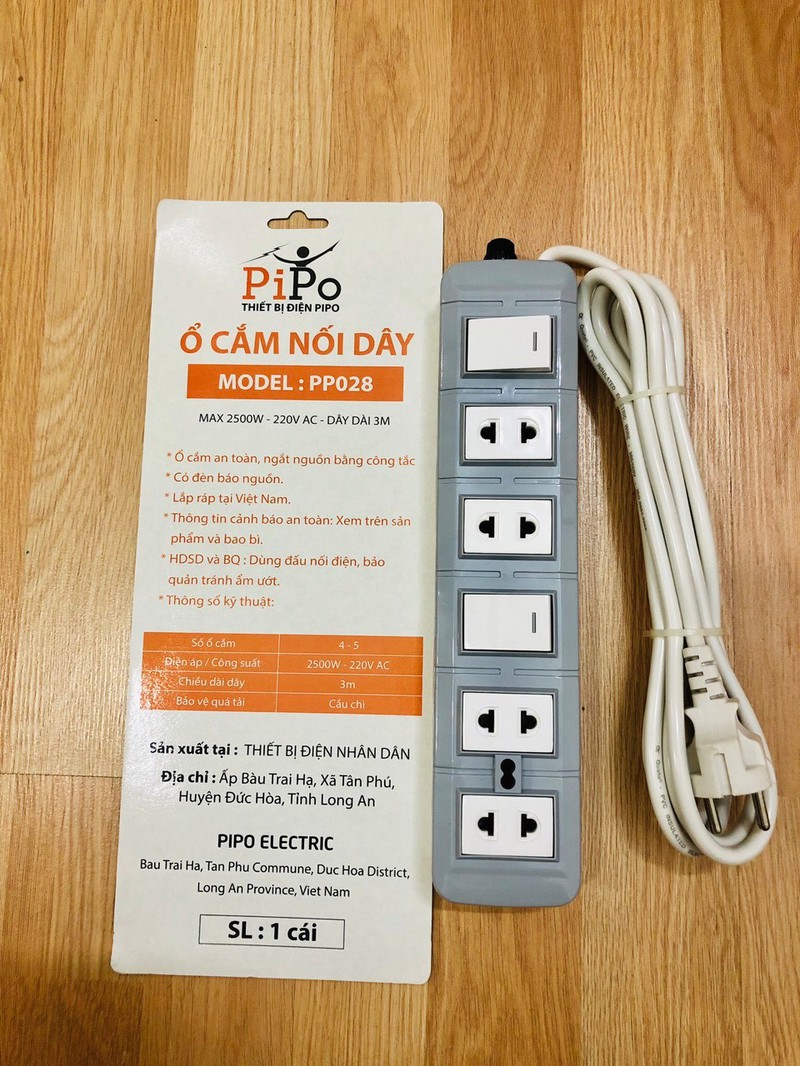 PiPo
THIẾT BỊ ĐIỆN PIPO
Ổ CẮM NỐI DÂY
MODEL : PP028
MAX 2500W - 220V AC - DÂY DÀI 3M
* Ổ cắm an toàn, ngắt nguồn bằng công tắc
* Có đèn báo nguồn.
* Lắp ráp tại Việt Nam.
* Thông tin cảnh báo an toàn: Xem trên sản
phẩm và bao bì.
* HDSD và BQ : Dùng đấu nối điện, bảo
quản tránh ẩm ướt.
* Thông số kỹ thuật:
Số ổ cắm 4 - 5
Điện áp / Công suất 2500W - 220V AC
Chiều dài dây 3m
Bảo vệ quá tải Cầu chì
Sản xuất tại : THIẾT BỊ ĐIỆN NHÂN DÂN
Địa chỉ : Ấp Bàu Trai Hạ, Xã Tân Phú,
Huyện Đức Hòa, Tỉnh Long An
PIPO ELECTRIC
Bau Trai Ha, Tan Phu Commune, Duc Hoa District,
Long An Province, Viet Nam
SL : 1 cái